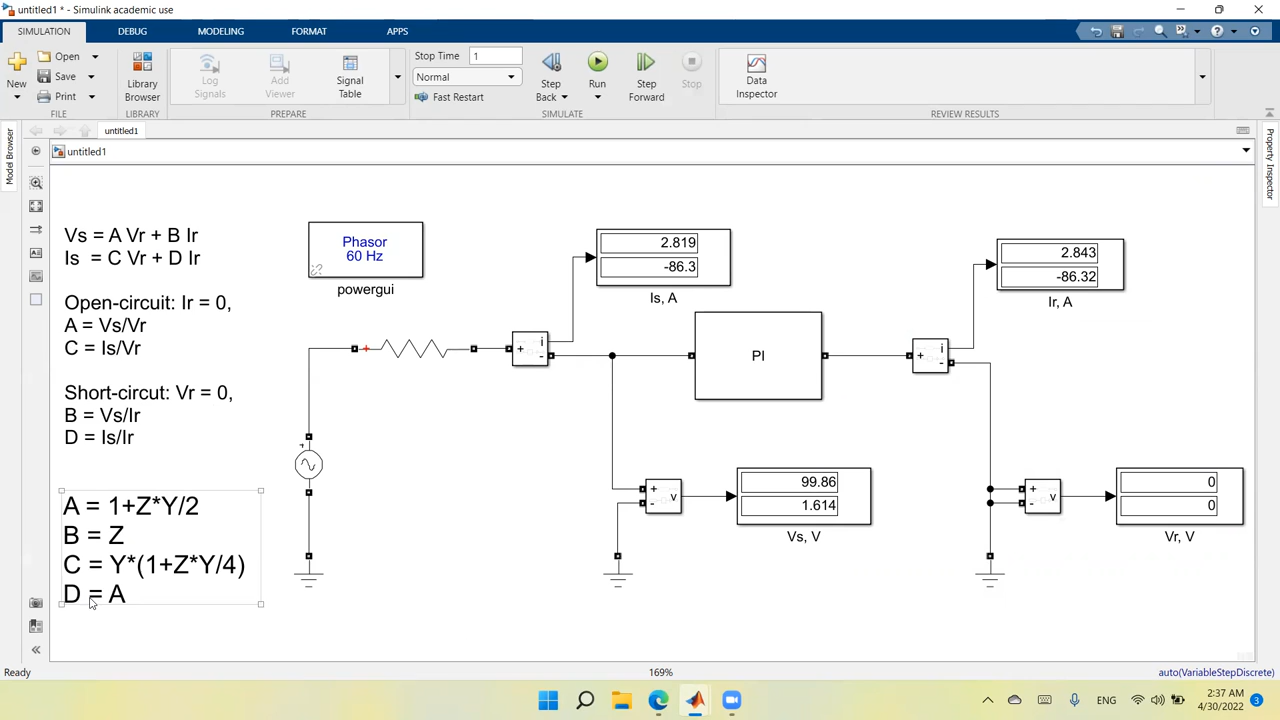 untitled1 * - Simulink academic use
SIMULATION
DEBUG
MODELING
FORMAT
APPS
New
Open
Save
Print
FILE
Library
Browser
LIBRARY
Log
Signals
Add
Viewer
Signal
Table
PREPARE
Stop Time 1
Normal
Fast Restart
Step
Back
Run
Step
Forward
Stop
SIMULATE
Data
Inspector
REVIEW RESULTS
untitled1
untitled1
Model Browser
Property Inspector
Vs = A Vr + B Ir
Is = C Vr + D Ir
Open-circuit: Ir = 0,
A = Vs/Vr
C = Is/Vr
Short-circut: Vr = 0,
B = Vs/Ir
D = Is/Ir
A = 1+Z*Y/2
B = Z
C = Y*(1+Z*Y/4)
D = A
Phasor
60 Hz
powergui
2.819
-86.3
Is, A
2.843
-86.32
Ir, A
+
i
-
PI
+
i
-
+
+
+
v
-
99.86
1.614
Vs, V
+
v
-
0
0
Vr, V
Ready
169%
auto(VariableStepDiscrete)
ENG
2:37 AM
4/30/2022
3